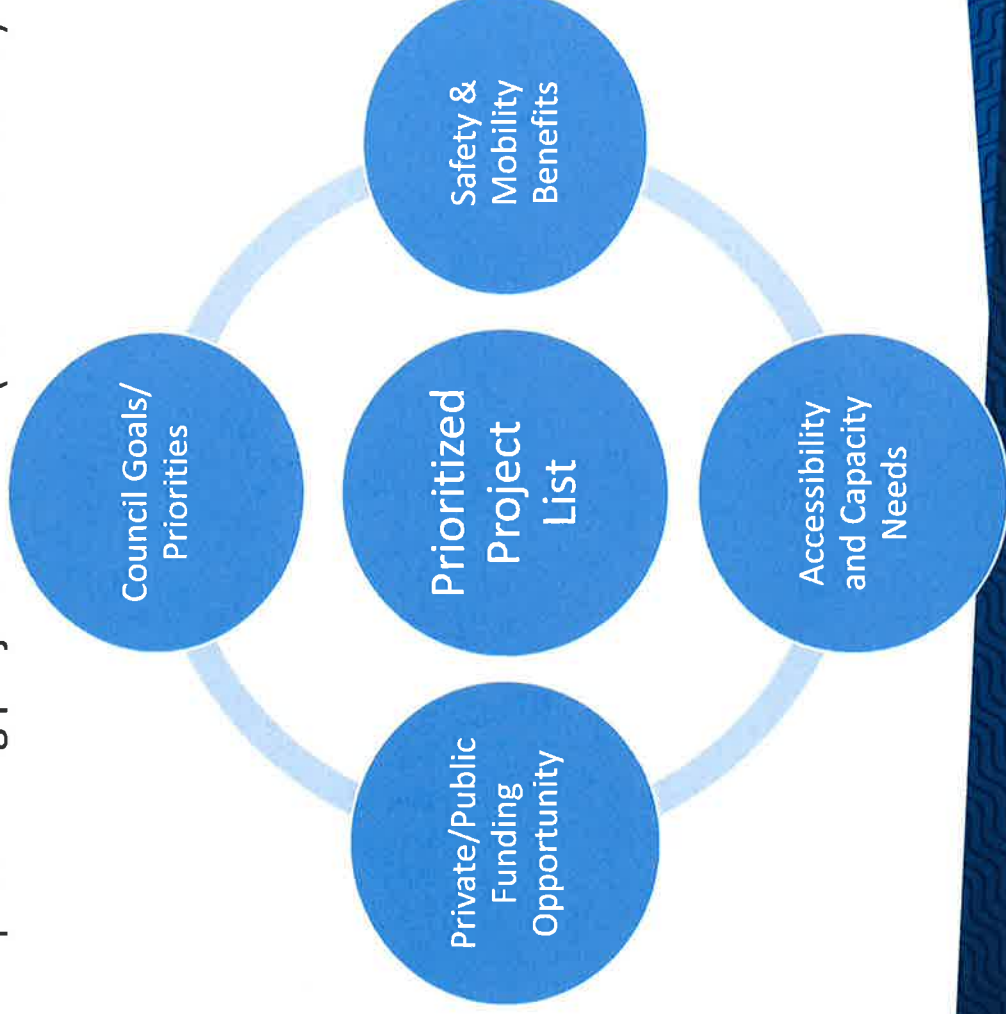 Council Goals/
Priorities
Safety &
Mobility
Benefits
Prioritized
Project
List
Private/Public
Funding
Opportunity
Accessibility
and Capacity
Needs